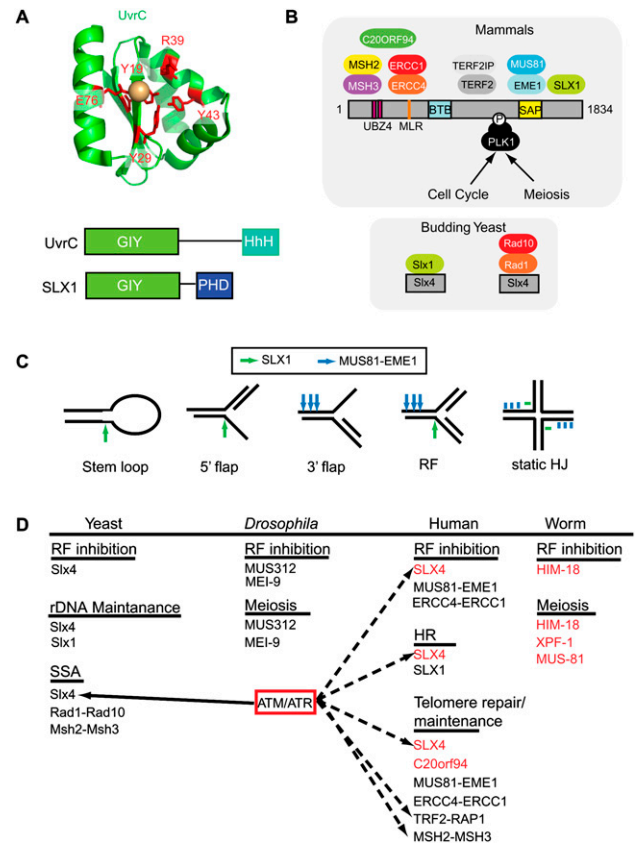 A
UvrC
R39
Y19
E76
Y43
Y29
UvrC
GIY
HhH
SLX1
GIY
PHD
B
Mammals
C20ORF94
MSH2
ERCC1
TERF2IP
MUS81
MSH3
ERCC4
TERF2
EME1
SLX1
1
BTB
SAP
1834
UBZ4
MLR
P
PLK1
Cell Cycle
Meiosis
Budding Yeast
Rad10
Slx1
Rad1
Slx4
Slx4
C
SLX1
MUS81-EME1
Stem loop
5' flap
3' flap
RF
static HJ
D
Yeast
Drosophila
Human
Worm
RF inhibition
Slx4
rDNA Maintanance
Slx4
Slx1
SSA
Slx4
Rad1-Rad10
Msh2-Msh3
RF inhibition
MUS312
MEI-9
Meiosis
MUS312
MEI-9
ATM/ATR
RF inhibition
SLX4
MUS81-EME1
ERCC4-ERCC1
HR
SLX4
SLX1
Telomere repair/
maintenance
SLX4
C20orf94
MUS81-EME1
ERCC4-ERCC1
TRF2-RAP1
MSH2-MSH3
RF inhibition
HIM-18
Meiosis
HIM-18
XPF-1
MUS-81